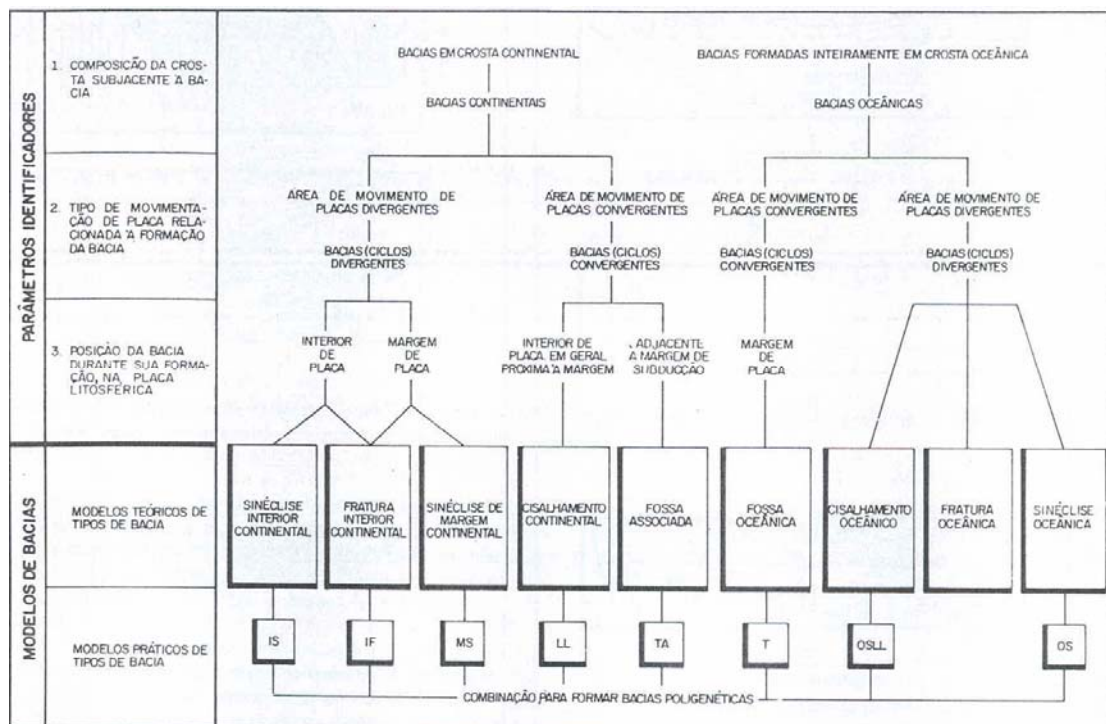 PARÂMETROS IDENTIFICADORES
1. COMPOSIÇÃO DA CROS-
TA SUBJACENTE À BA-
CIA
BACIAS EM CROSTA CONTINENTAL
BACIAS FORMADAS INTEIRAMENTE EM CROSTA OCEÂNICA
BACIAS CONTINENTAIS
BACIAS OCEÂNICAS
2. TIPO DE MOVIMENTA-
ÇÃO DE PLACA RELA-
CIONADA À FORMAÇÃO
DA BACIA
ÁREA DE MOVIMENTO DE
PLACAS DIVERGENTES
ÁREA DE MOVIMENTO DE
PLACAS CONVERGENTES
ÁREA DE MOVIMENTO DE
PLACAS CONVERGENTES
ÁREA DE MOVIMENTO DE
PLACAS DIVERGENTES
BACIAS (CICLOS)
DIVERGENTES
BACIAS (CICLOS)
CONVERGENTES
BACIAS (CICLOS)
CONVERGENTES
BACIAS (CICLOS)
DIVERGENTES
3. POSIÇÃO DA BACIA
DURANTE SUA FORMA-
ÇÃO, NA PLACA
LITOSFÉRICA
INTERIOR
DE
PLACA
MARGEM
DE
PLACA
INTERIOR DE
PLACA, EM GERAL
PRÓXIMA À MARGEM
ADJACENTE
À MARGEM DE
SUBDUCÇÃO
MARGEM
DE
PLACA
MODELOS DE BACIAS
MODELOS TEÓRICOS DE
TIPOS DE BACIA
SINÉCLISE
INTERIOR
CONTINENTAL
FRATURA
INTERIOR
CONTINENTAL
SINÉCLISE DE
MARGEM
CONTINENTAL
CISALHAMENTO
CONTINENTAL
FOSSA
ASSOCIADA
FOSSA
OCEÂNICA
CISALHAMENTO
OCEÂNICO
FRATURA
OCEÂNICA
SINÉCLISE
OCEÂNICA
MODELOS PRÁTICOS DE
TIPOS DE BACIA
IS
IF
MS
LL
TA
T
OSLL
OS
COMBINAÇÃO PARA FORMAR BACIAS POLIGENÉTICAS